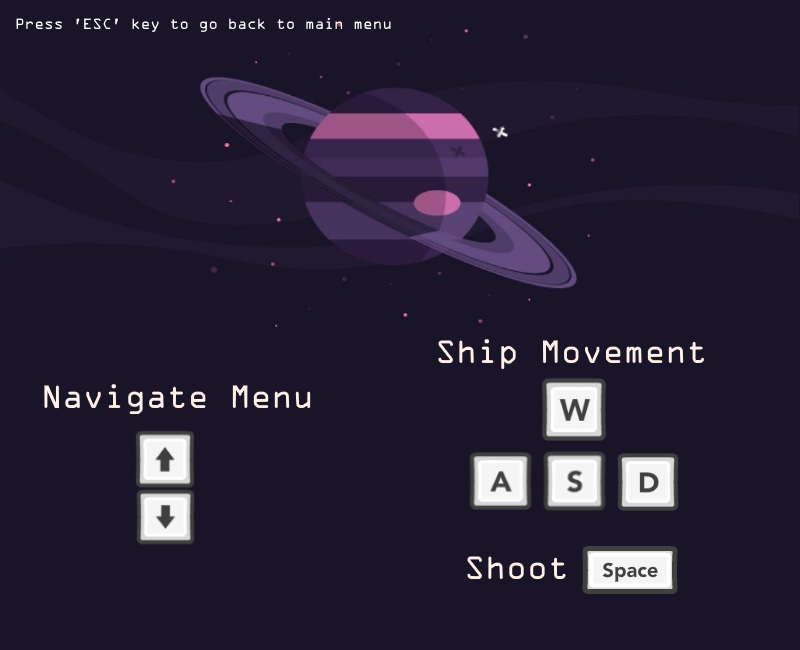 Press 'ESC' key to go back to main menu
Ship Movement
Navigate Menu
W
A S D
Shoot Space